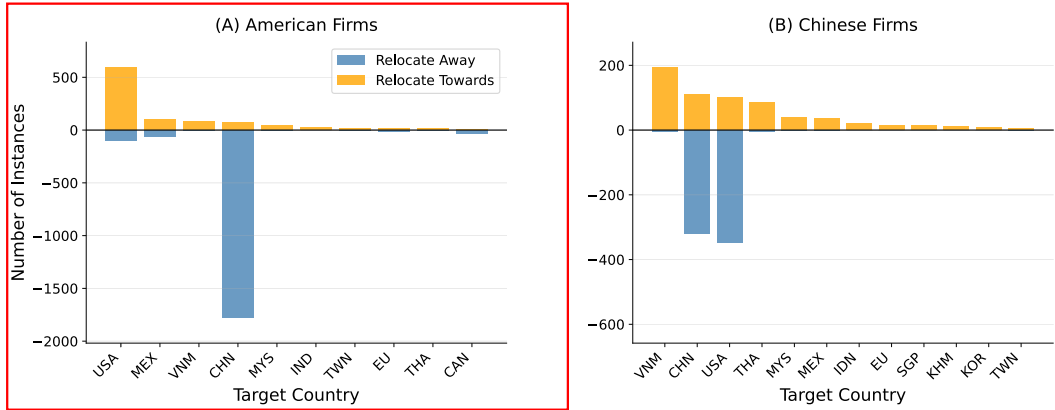 (A) American Firms
Number of Instances
500
0
−500
−1000
−1500
−2000
Relocate Away
Relocate Towards
USA
MEX
VNM
CHN
MYS
IND
TWN
EU
THA
CAN
Target Country
(B) Chinese Firms
200
0
−200
−400
−600
VNM
CHN
USA
THA
MYS
MEX
IDN
EU
SGP
KHM
KOR
TWN
Target Country